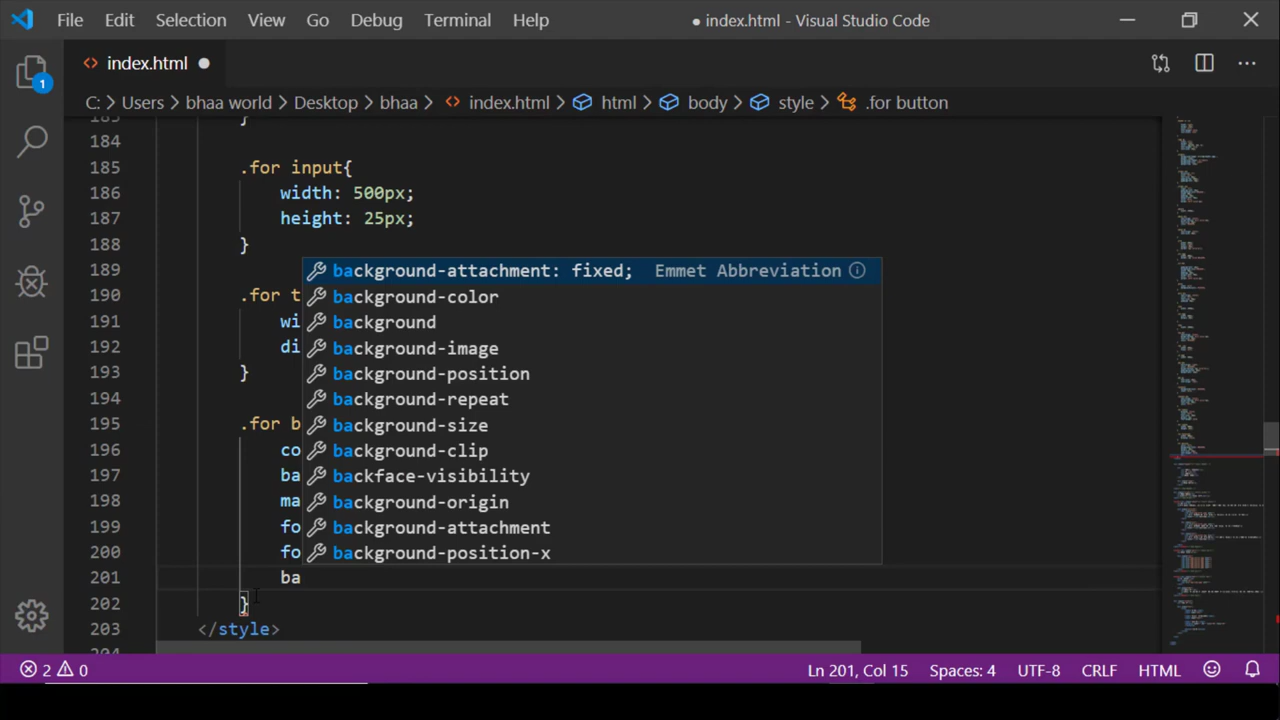 File Edit Selection View Go Debug Terminal Help ● index.html - Visual Studio Code
1 <> index.html ●
C: > Users > bhaa world > Desktop > bhaa > <> index.html > html > body > style > .for button
183 }
184
185 .for input{
186 width: 500px;
187 height: 25px;
188 }
189 background-attachment: fixed; Emmet Abbreviation
background-color
190 .for t
191 wi background
192 di background-image
193 } background-position
194 background-repeat
195 .for b background-size
196 co background-clip
197 ba backface-visibility
198 ma background-origin
199 fo background-attachment
200 fo background-position-x
201 ba
202 }
203 </style>
204
2 0 Ln 201, Col 15 Spaces: 4 UTF-8 CRLF HTML